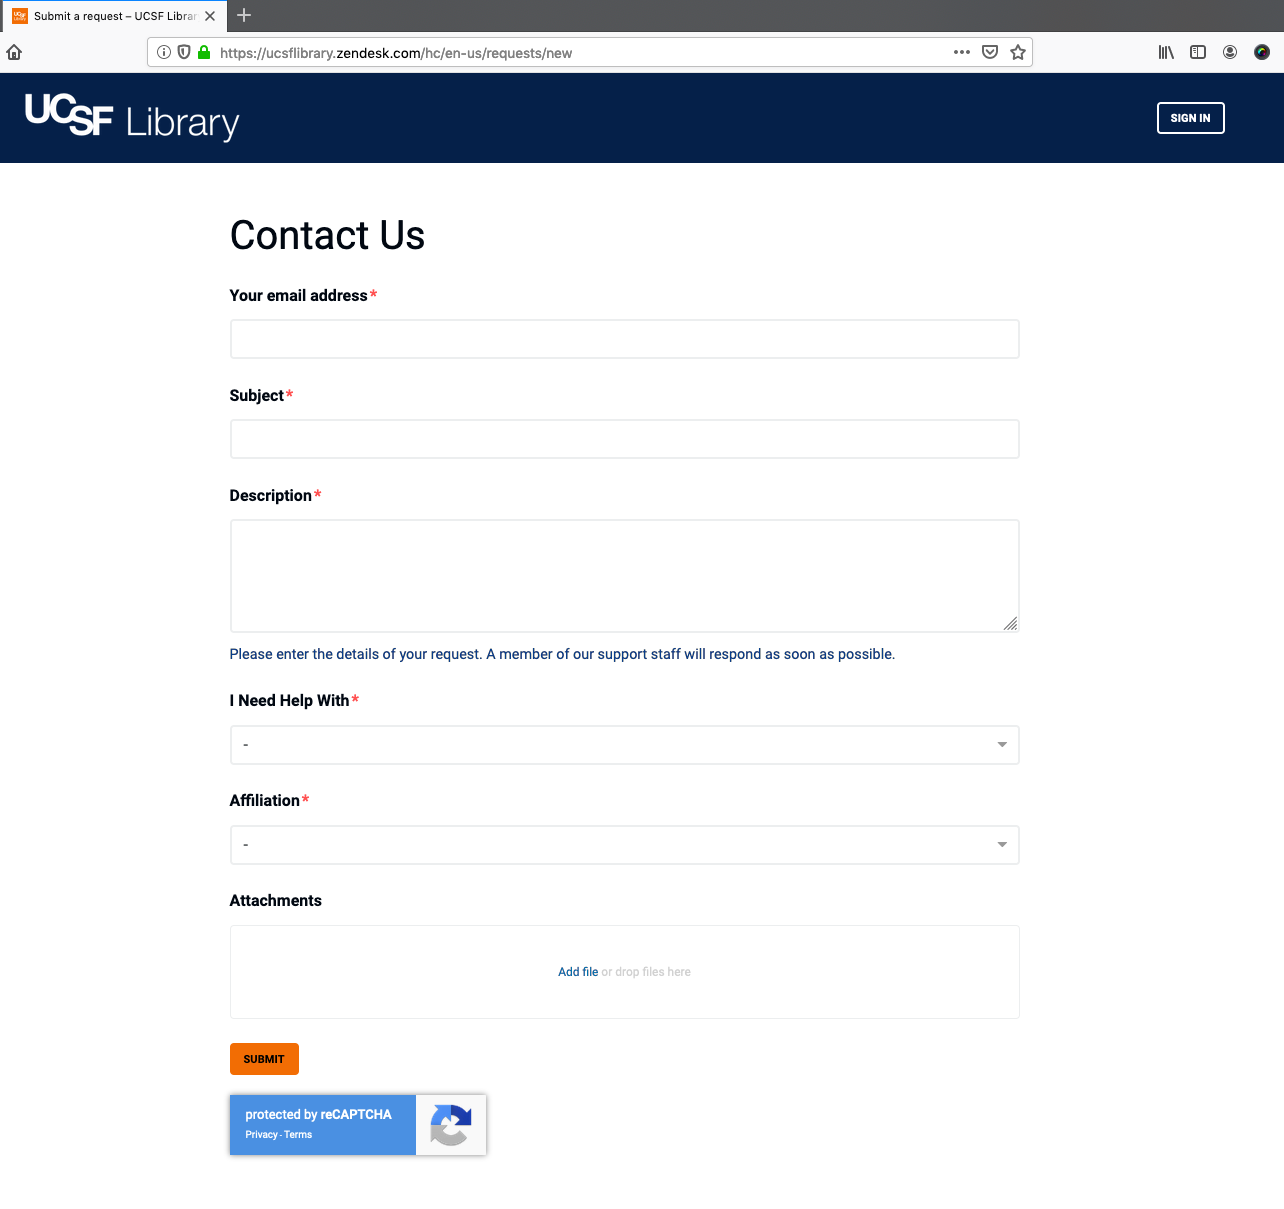 Submit a request – UCSF Librar
https://ucsflibrary.zendesk.com/hc/en-us/requests/new
UCSF Library
SIGN IN
Contact Us
Your email address*
Subject*
Description*
Please enter the details of your request. A member of our support staff will respond as soon as possible.
I Need Help With*
-
Affiliation*
-
Attachments
Add file or drop files here
SUBMIT
protected by reCAPTCHA
Privacy - Terms